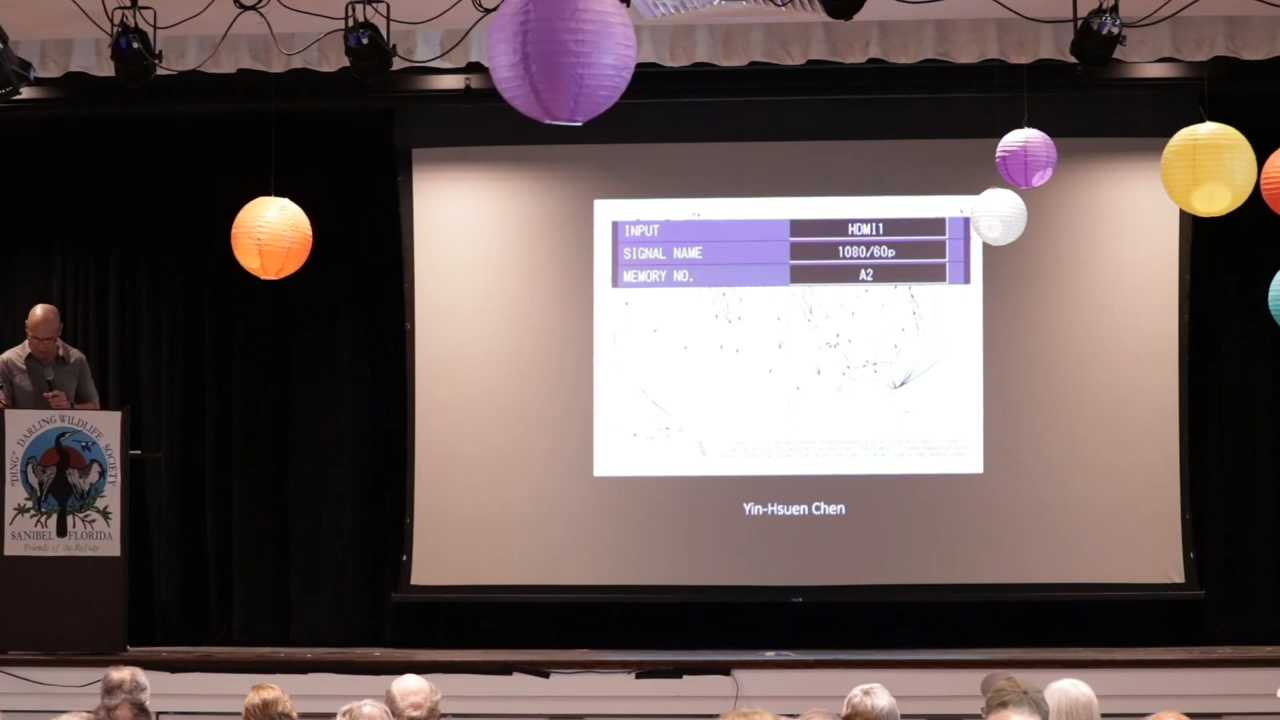 INPUT HDMI1
SIGNAL NAME 1080/60p
MEMORY NO. A2
Yin-Hsuen Chen
"DING" DARLING WILDLIFE SOCIETY
SANIBEL FLORIDA
Friends of the Refuge